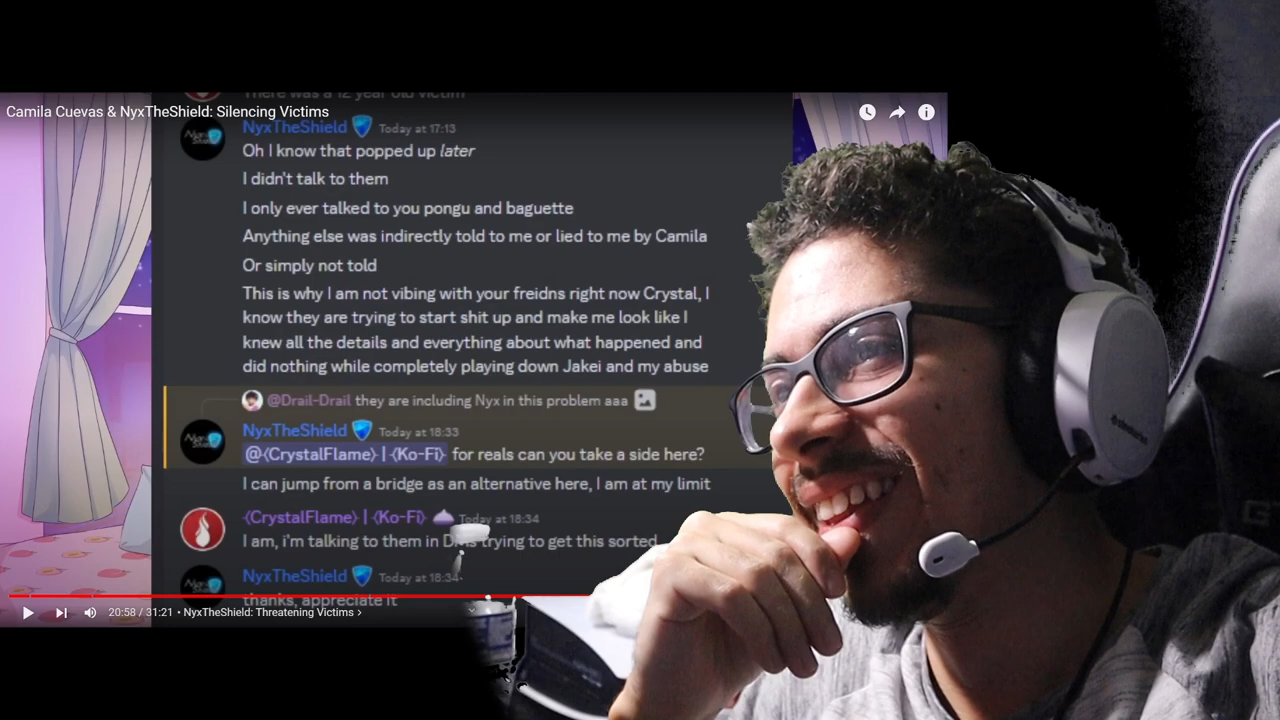 There was a 12 year old victim
Camila Cuevas & NyxTheShield: Silencing Victims
NyxTheShield Today at 17:13
Oh I know that popped up later
I didn't talk to them
I only ever talked to you pongu and baguette
Anything else was indirectly told to me or lied to me by Camila
Or simply not told
This is why I am not vibing with your freidns right now Crystal, I
know they are trying to start shit up and make me look like I
knew all the details and everything about what happened and
did nothing while completely playing down Jakei and my abuse
@Drail-Drail they are including Nyx in this problem aaa
NyxTheShield Today at 18:33
@{CrystalFlame} | {Ko-Fi} for reals can you take a side here?
I can jump from a bridge as an alternative here, I am at my limit
{CrystalFlame} | {Ko-Fi} Today at 18:34
I am, i'm talking to them in DMs trying to get this sorted
NyxTheShield Today at 18:34
thanks, appreciate it
20:58 / 31:21 • NyxTheShield: Threatening Victims >
steelseries